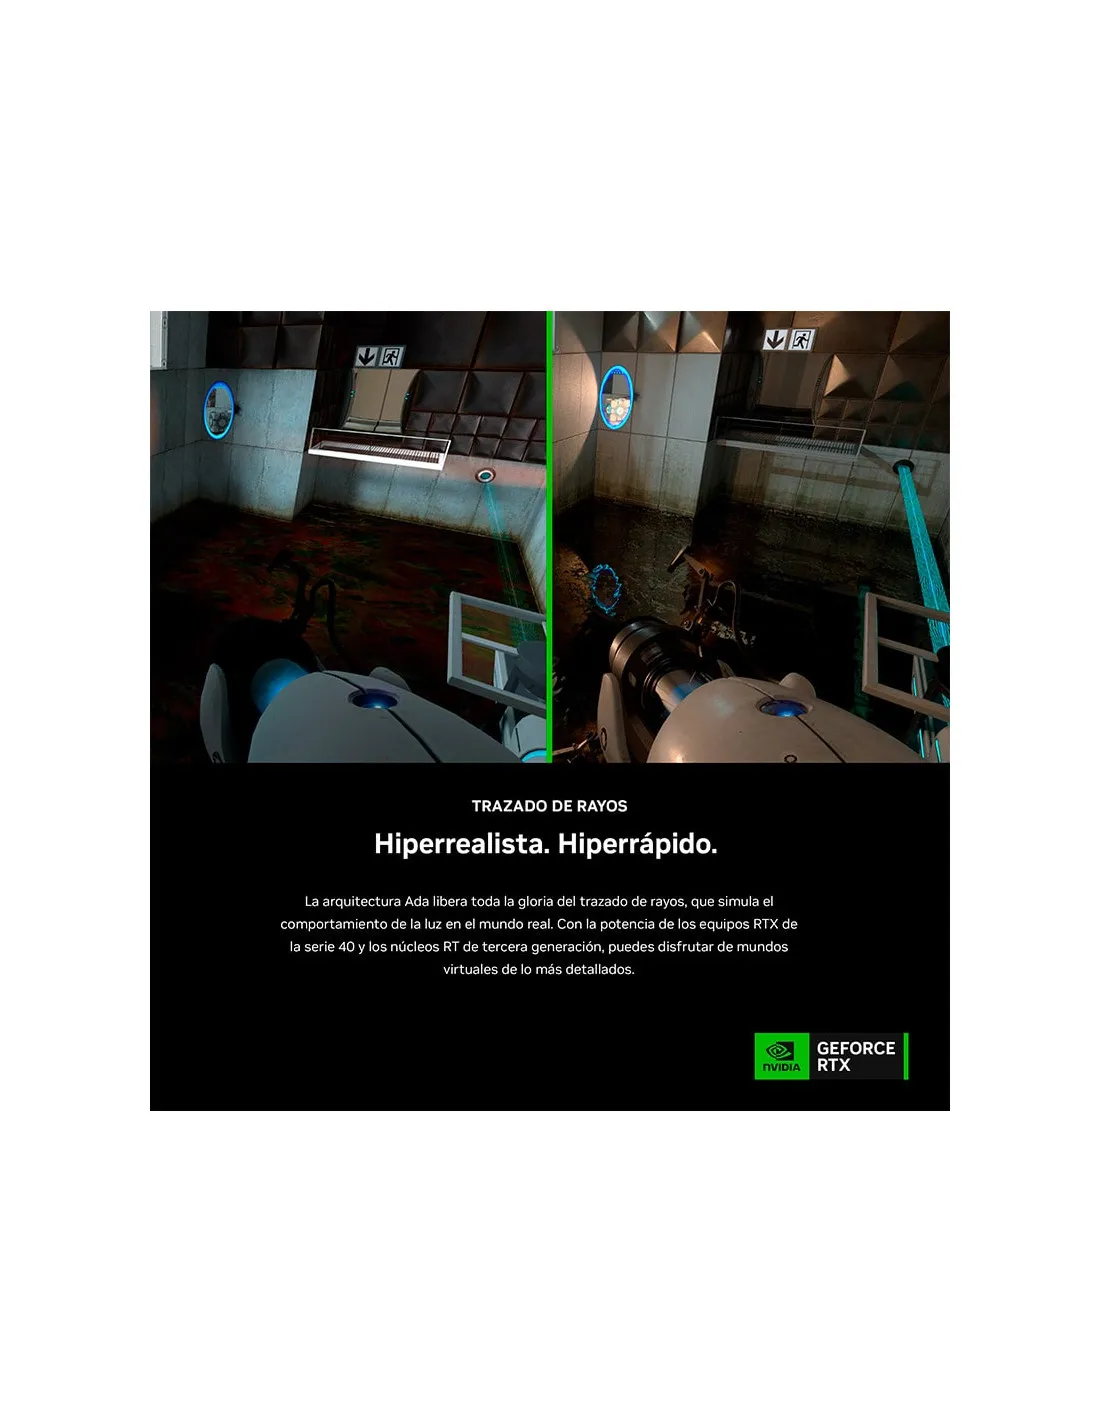 TRAZADO DE RAYOS
Hiperrealista. Hiperrápido.
La arquitectura Ada libera toda la gloria del trazado de rayos, que simula el
comportamiento de la luz en el mundo real. Con la potencia de los equipos RTX de
la serie 40 y los núcleos RT de tercera generación, puedes disfrutar de mundos
virtuales de lo más detallados.
NVIDIA
GEFORCE
RTX